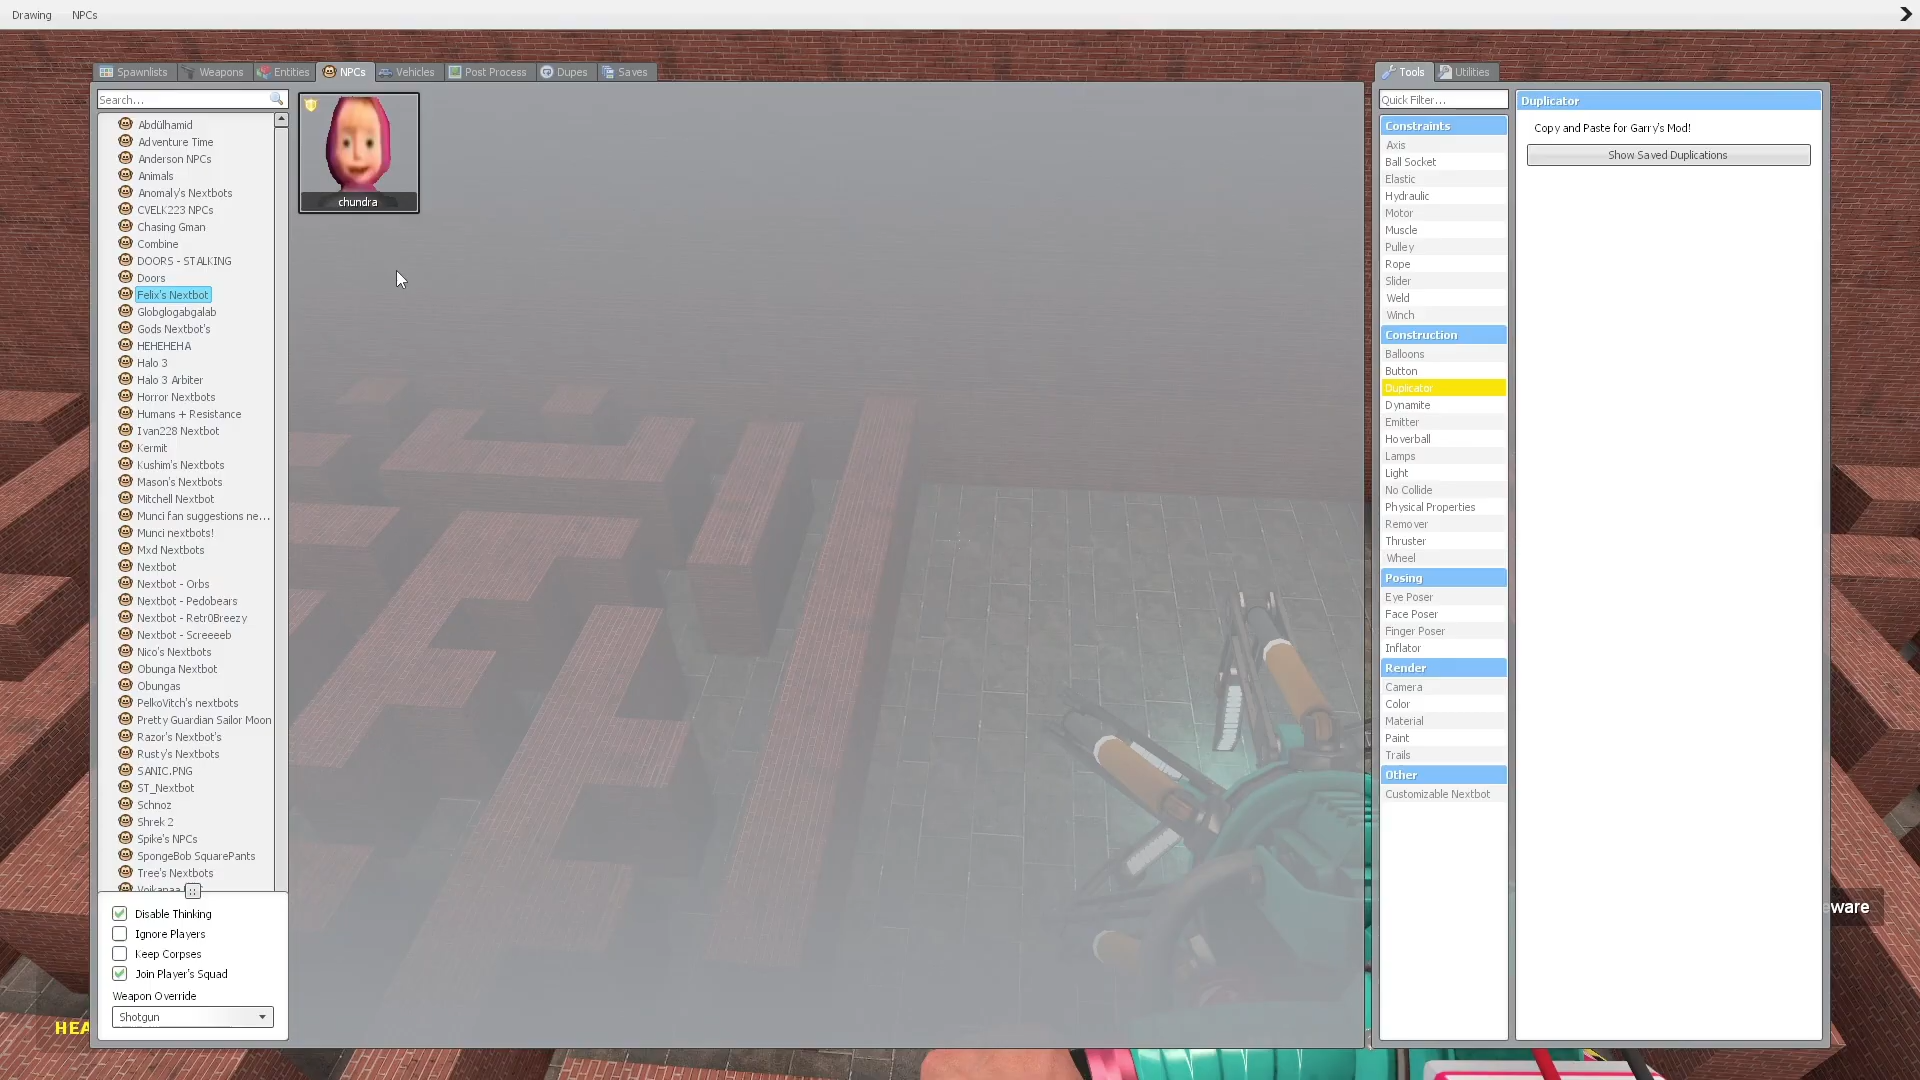 Drawing NPCs
Spawnlists Weapons Entities NPCs Vehicles Post Process Dupes Saves
Search...
Abdülhamid
Adventure Time
Anderson NPCs
Animals
Anomaly's Nextbots
CVELK223 NPCs
Chasing Gman
Combine
DOORS - STALKING
Doors
Felix's Nextbot
Globglogabgalab
Gods Nextbot's
HEHEHEHA
Halo 3
Halo 3 Arbiter
Horror Nextbots
Humans + Resistance
Ivan228 Nextbot
Kermit
Kushim's Nextbots
Mason's Nextbots
Mitchell Nextbot
Munci fan suggestions ne...
Munci nextbots!
Mxd Nextbots
Nextbot
Nextbot - Orbs
Nextbot - Pedobears
Nextbot - Retr0Breezy
Nextbot - Screeeeb
Nico's Nextbots
Obunga Nextbot
Obungas
PelkoVitch's nextbots
Pretty Guardian Sailor Moon
Razor's Nextbot's
Rusty's Nextbots
SANIC.PNG
ST_Nextbot
Schnoz
Shrek 2
Spike's NPCs
SpongeBob SquarePants
Tree's Nextbots
Disable Thinking
Ignore Players
Keep Corpses
Join Player's Squad
Weapon Override
Shotgun
HEA
chundra
Tools Utilities
Quick Filter...
Constraints
Axis
Ball Socket
Elastic
Hydraulic
Motor
Muscle
Pulley
Rope
Slider
Weld
Winch
Construction
Balloons
Button
Duplicator
Dynamite
Emitter
Hoverball
Lamps
Light
No Collide
Physical Properties
Remover
Thruster
Wheel
Posing
Eye Poser
Face Poser
Finger Poser
Inflator
Render
Camera
Color
Material
Paint
Trails
Other
Customizable Nextbot
Duplicator
Copy and Paste for Garry's Mod!
Show Saved Duplications
eware